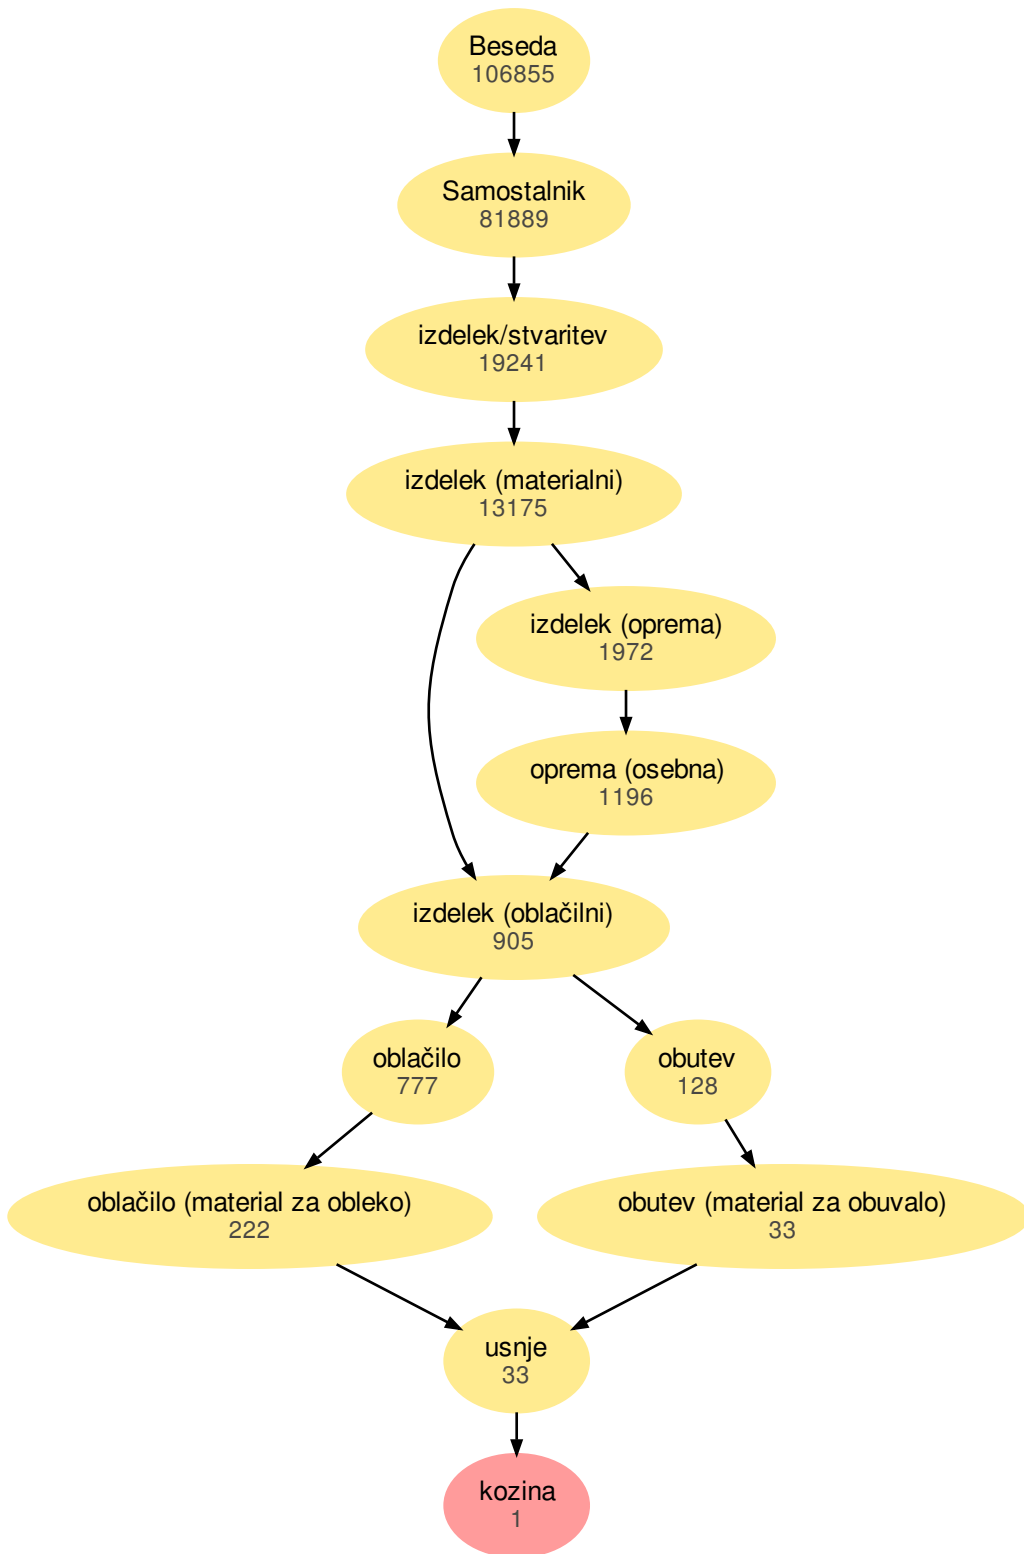 Beseda
106855
Samostalnik
81889
izdelek/stvaritev
19241
izdelek (materialni)
13175
izdelek (oprema)
1972
oprema (osebna)
1196
izdelek (oblačilni)
905
oblačilo
777
obutev
128
oblačilo (material za obleko)
222
obutev (material za obuvalo)
33
usnje
33
kozina
1